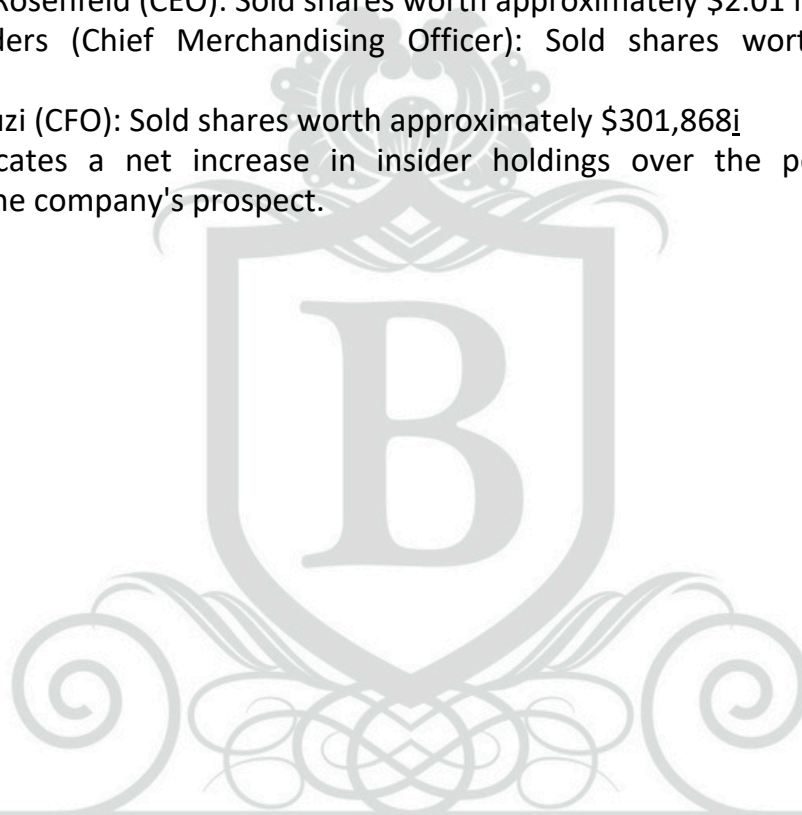 Rosenfeld (CEO): Sold shares worth approximately $2.01
ders (Chief Merchandising Officer): Sold shares wort
uzi (CFO): Sold shares worth approximately $301,868i
cates a net increase in insider holdings over the p
he company's prospect.
B